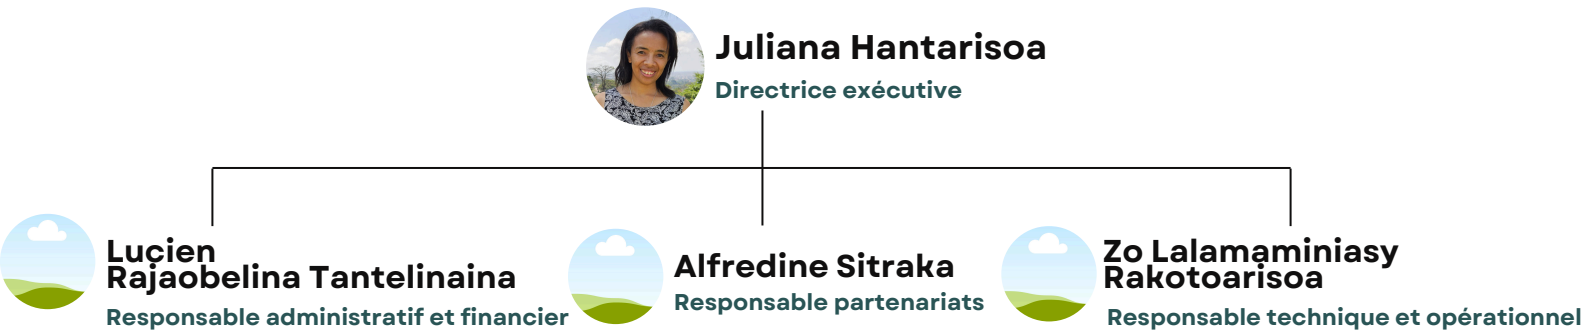 Juliana Hantarisoa
Directrice exécutive
Lucien
Rajaobelina Tantelinaina
Responsable administratif et financier
Alfredine Sitraka
Responsable partenariats
Zo Lalamaminiasy
Rakotoarisoa
Responsable technique et opérationnel